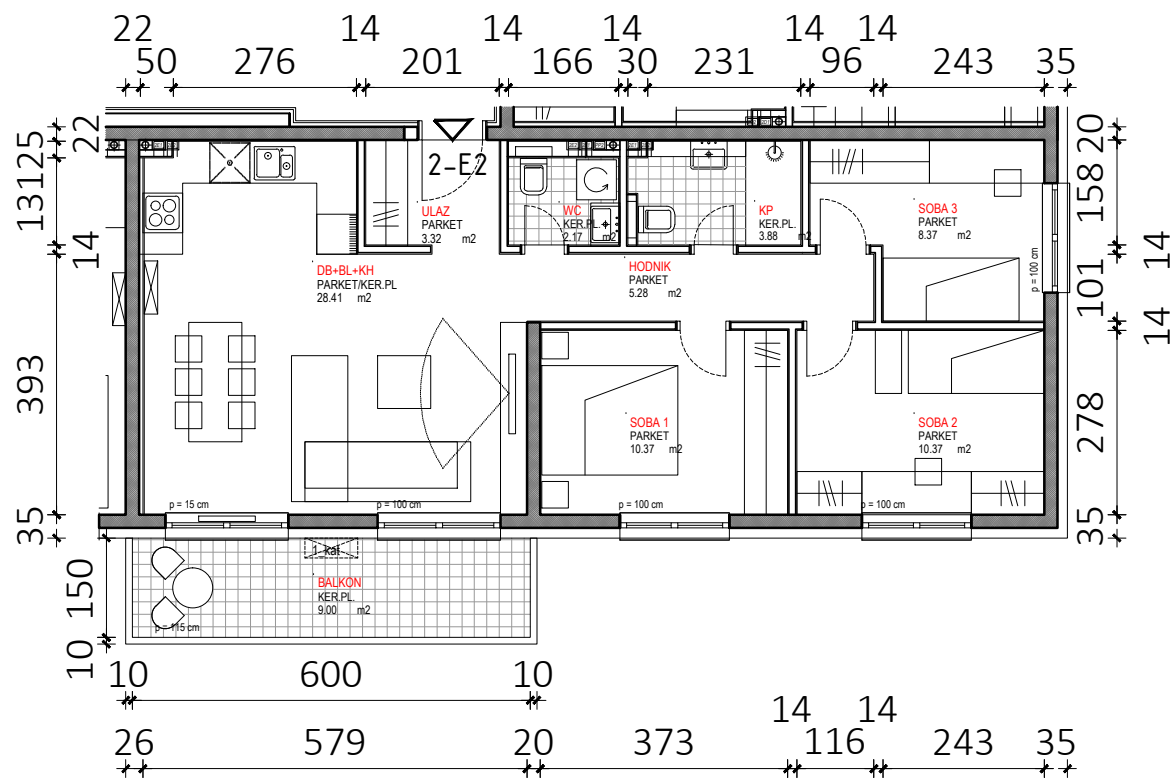 22 14 14 14 14 14
50 276 201 166 30 231 96 243 35
22
25
131
14
393
35
150
10
20
158
14
101
14
278
35
2-E2
ULAZ
PARKET
3.32 m2
WC
KER.PL.
2.17 m2
KP
KER.PL.
3.88 m2
SOBA 3
PARKET
8.37 m2
p = 100 cm
DB+BL+KH
PARKET/KER.PL
28.41 m2
HODNIK
PARKET
5.28 m2
SOBA 1
PARKET
10.37 m2
SOBA 2
PARKET
10.37 m2
p = 15 cm
p = 100 cm
p = 100 cm
p = 100 cm
1_kat
BALKON
KER.PL.
9.00 m2
p = 115 cm
10 600 10
14 14
26 579 20 373 116 243 35